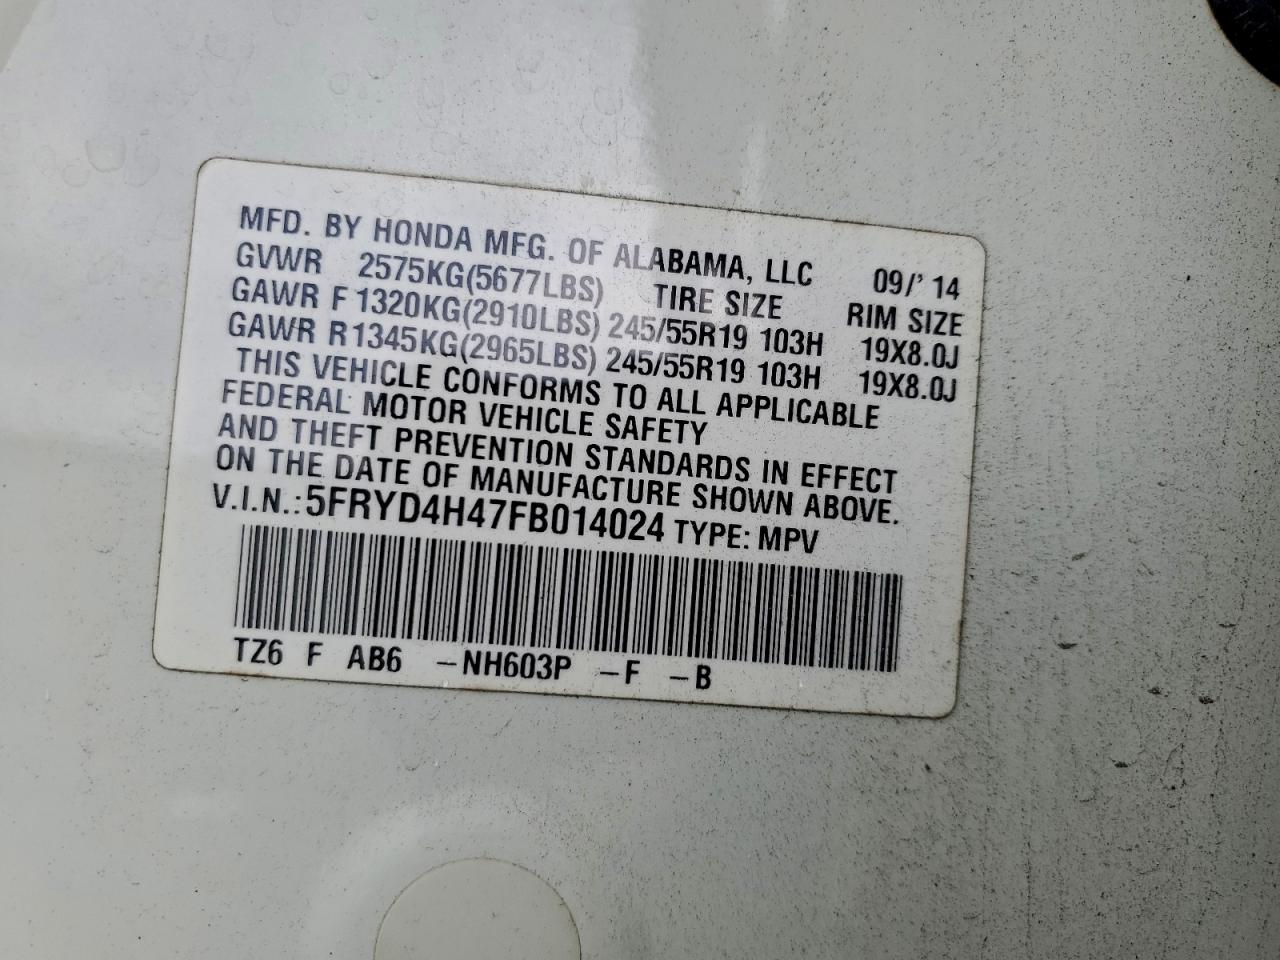 MFD. BY HONDA MFG. OF ALABAMA, LLC 09/' 14
GVWR 2575KG(5677LBS) TIRE SIZE RIM SIZE
GAWR F 1320KG(2910LBS) 245/55R19 103H 19X8.0J
GAWR R 1345KG(2965LBS) 245/55R19 103H 19X8.0J
THIS VEHICLE CONFORMS TO ALL APPLICABLE
FEDERAL MOTOR VEHICLE SAFETY
AND THEFT PREVENTION STANDARDS IN EFFECT
ON THE DATE OF MANUFACTURE SHOWN ABOVE.
V.I.N.: 5FRYD4H47FB014024 TYPE: MPV
TZ6 F AB6 -NH603P -F -B